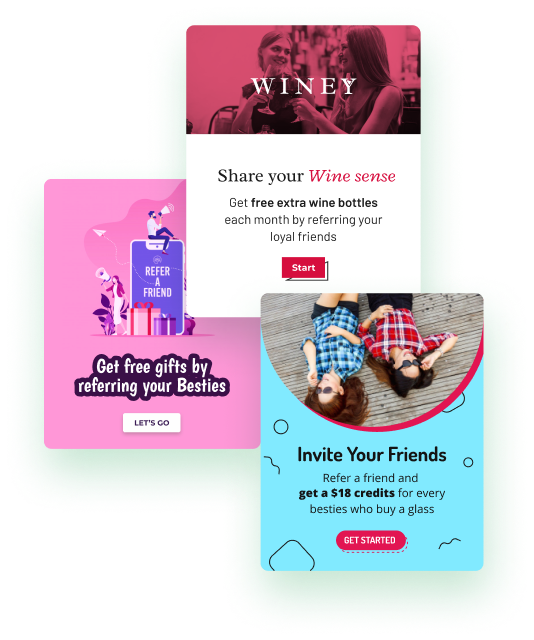 WINEY
Share your Wine sense
Get free extra wine bottles
each month by referring your
loyal friends
Start
REFER
A
FRIEND
Get free gifts by
referring your Besties
LET'S GO
Invite Your Friends
Refer a friend and
get a $18 credits for every
besties who buy a glass
GET STARTED